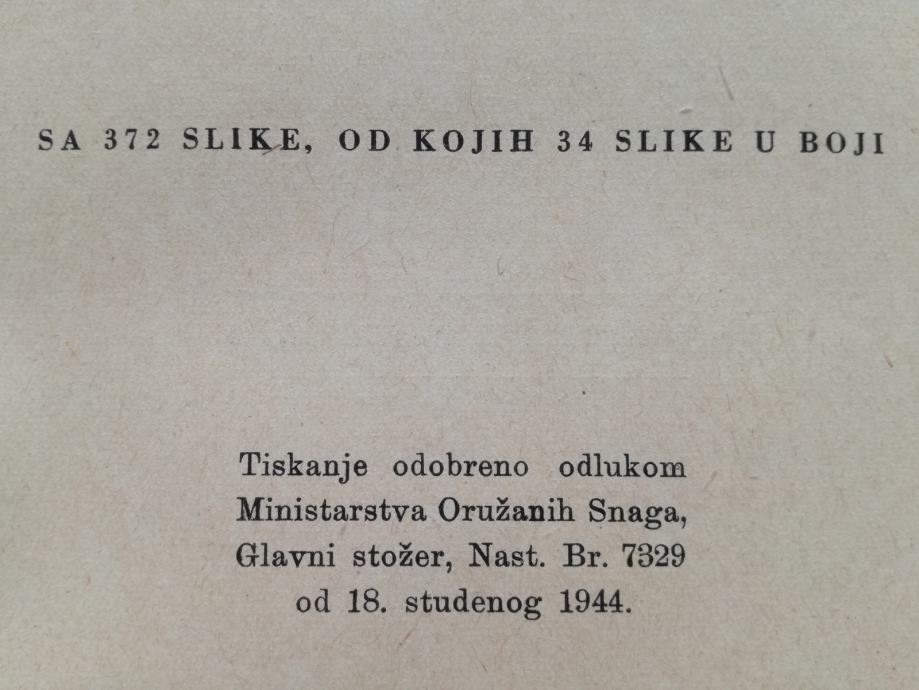 SA 372 SLIKE, OD KOJIH 34 SLIKE U BOJI
Tiskanje odobreno odlukom
Ministarstva Oružanih Snaga,
Glavni stožer, Nast. Br. 7329
od 18. studenog 1944.